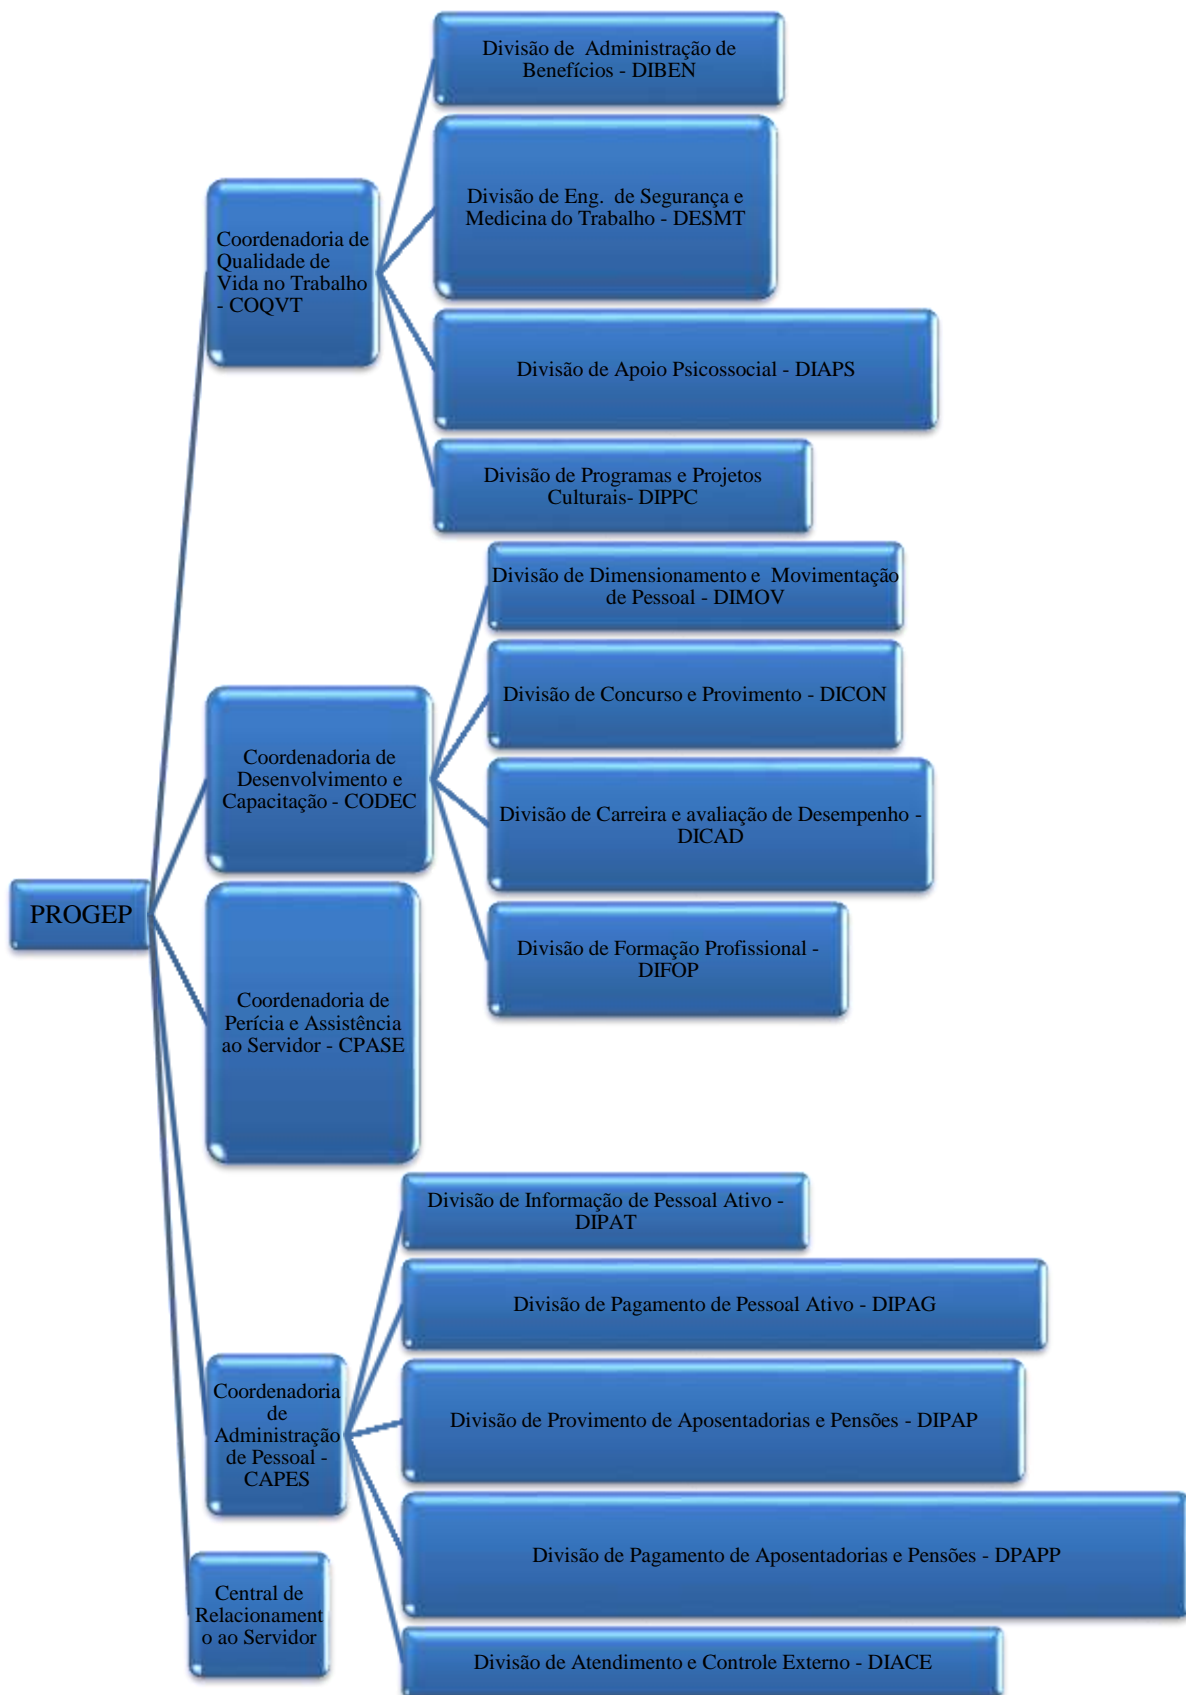 PROGEP
Coordenadoria de
Qualidade de
Vida no Trabalho
- COQVT
Divisão de Administração de
Benefícios - DIBEN
Divisão de Eng. de Segurança e
Medicina do Trabalho - DESMT
Divisão de Apoio Psicossocial - DIAPS
Divisão de Programas e Projetos
Culturais- DIPPC
Coordenadoria de
Desenvolvimento e
Capacitação - CODEC
Divisão de Dimensionamento e Movimentação
de Pessoal - DIMOV
Divisão de Concurso e Provimento - DICON
Divisão de Carreira e avaliação de Desempenho -
DICAD
Divisão de Formação Profissional -
DIFOP
Coordenadoria de
Perícia e Assistência
ao Servidor - CPASE
Coordenadoria
de
Administração
de Pessoal -
CAPES
Divisão de Informação de Pessoal Ativo -
DIPAT
Divisão de Pagamento de Pessoal Ativo - DIPAG
Divisão de Provimento de Aposentadorias e Pensões - DIPAP
Divisão de Pagamento de Aposentadorias e Pensões - DPAPP
Divisão de Atendimento e Controle Externo - DIACE
Central de
Relacionament
o ao Servidor